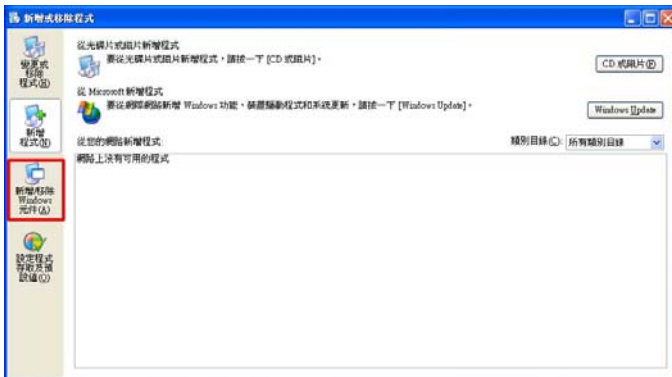 新增或移除程式
變更或
移除
程式(H)
新增
程式(N)
新增/移除
Windows
元件(A)
設定程式
存取及預
設值(O)
從光碟片或磁片新增程式
要從光碟片或磁片新增程式，請按一下 [CD 或磁片]。
CD 或磁片(F)
從 Microsoft 新增程式
要從網際網路新增 Windows 功能、裝置驅動程式和系統更新，請按一下 [Windows Update]。
Windows Update
從您的網路新增程式:
類別目錄(C): 所有類別目錄
網路上沒有可用的程式